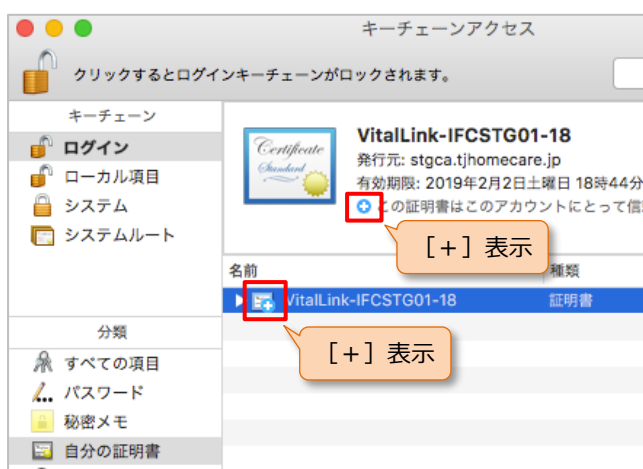 キーチェーンアクセス
クリックするとログインキーチェーンがロックされます。
キーチェーン
ログイン
ローカル項目
システム
システムルート
Certificate
Standard
VitalLink-IFCSTG01-18
発行元: stgca.tjhomecare.jp
有効期限: 2019年2月2日土曜日 18時44分
この証明書はこのアカウントにとって信
［+］表示
名前
種類
VitalLink-IFCSTG01-18
証明書
［+］表示
分類
すべての項目
パスワード
秘密メモ
自分の証明書